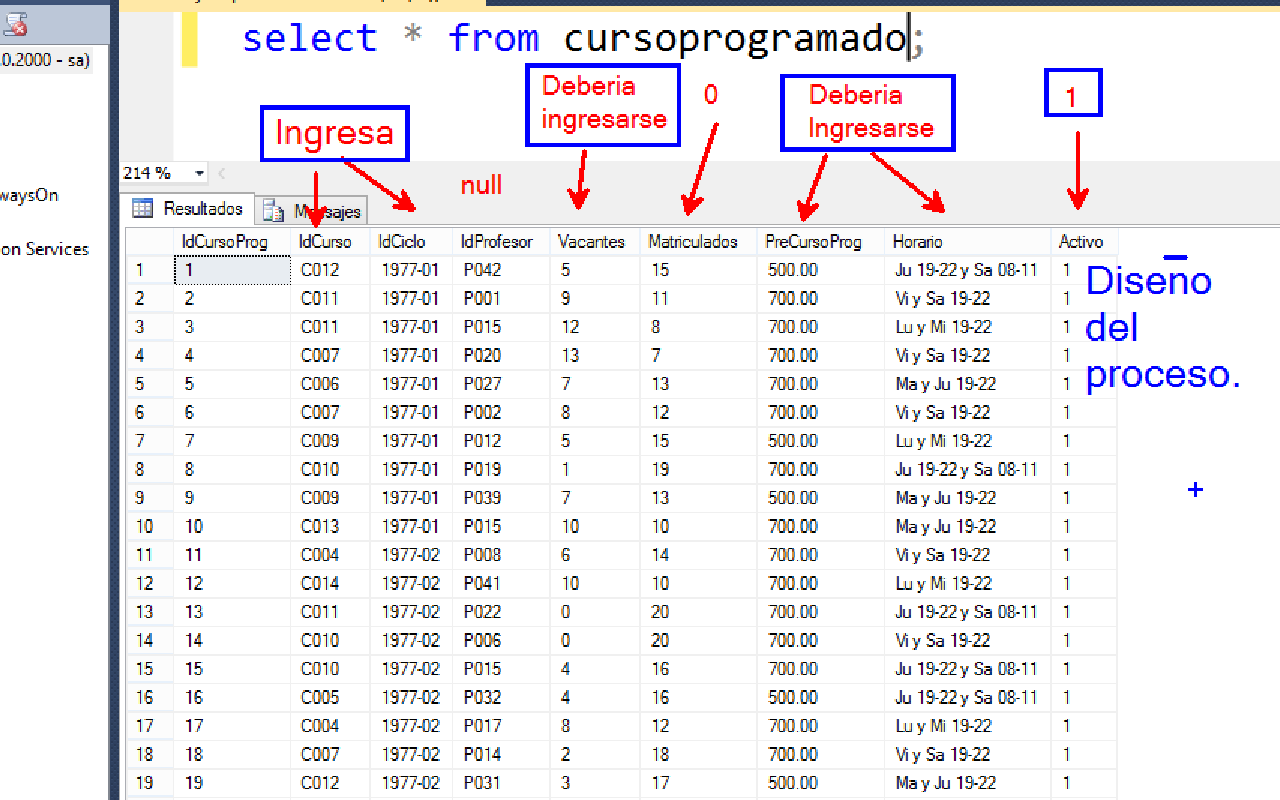 .0.2000 - sa)
waysOn
on Services
select * from cursoprogramado;
Ingresa
null
Deberia
ingresarse
0
Deberia
Ingresarse
1
214 %
Resultados Mensajes
IdCursoProg IdCurso IdCiclo IdProfesor Vacantes Matriculados PreCursoProg Horario Activo
1 1 C012 1977-01 P042 5 15 500.00 Ju 19-22 y Sa 08-11 1
2 2 C011 1977-01 P001 9 11 700.00 Vi y Sa 19-22 1
3 3 C011 1977-01 P015 12 8 700.00 Lu y Mi 19-22 1
4 4 C007 1977-01 P020 13 7 700.00 Vi y Sa 19-22 1
5 5 C006 1977-01 P027 7 13 700.00 Ma y Ju 19-22 1
6 6 C007 1977-01 P002 8 12 700.00 Vi y Sa 19-22 1
7 7 C009 1977-01 P012 5 15 500.00 Lu y Mi 19-22 1
8 8 C010 1977-01 P019 1 19 700.00 Ju 19-22 y Sa 08-11 1
9 9 C009 1977-01 P039 7 13 500.00 Ma y Ju 19-22 1
10 10 C013 1977-01 P015 10 10 700.00 Ma y Ju 19-22 1
11 11 C004 1977-02 P008 6 14 700.00 Vi y Sa 19-22 1
12 12 C014 1977-02 P041 10 10 700.00 Lu y Mi 19-22 1
13 13 C011 1977-02 P022 0 20 700.00 Ju 19-22 y Sa 08-11 1
14 14 C010 1977-02 P006 0 20 700.00 Vi y Sa 19-22 1
15 15 C010 1977-02 P015 4 16 700.00 Ju 19-22 y Sa 08-11 1
16 16 C005 1977-02 P032 4 16 500.00 Ju 19-22 y Sa 08-11 1
17 17 C004 1977-02 P017 8 12 700.00 Lu y Mi 19-22 1
18 18 C007 1977-02 P014 2 18 700.00 Vi y Sa 19-22 1
19 19 C012 1977-02 P031 3 17 500.00 Ma y Ju 19-22 1
Diseño
del
proceso.